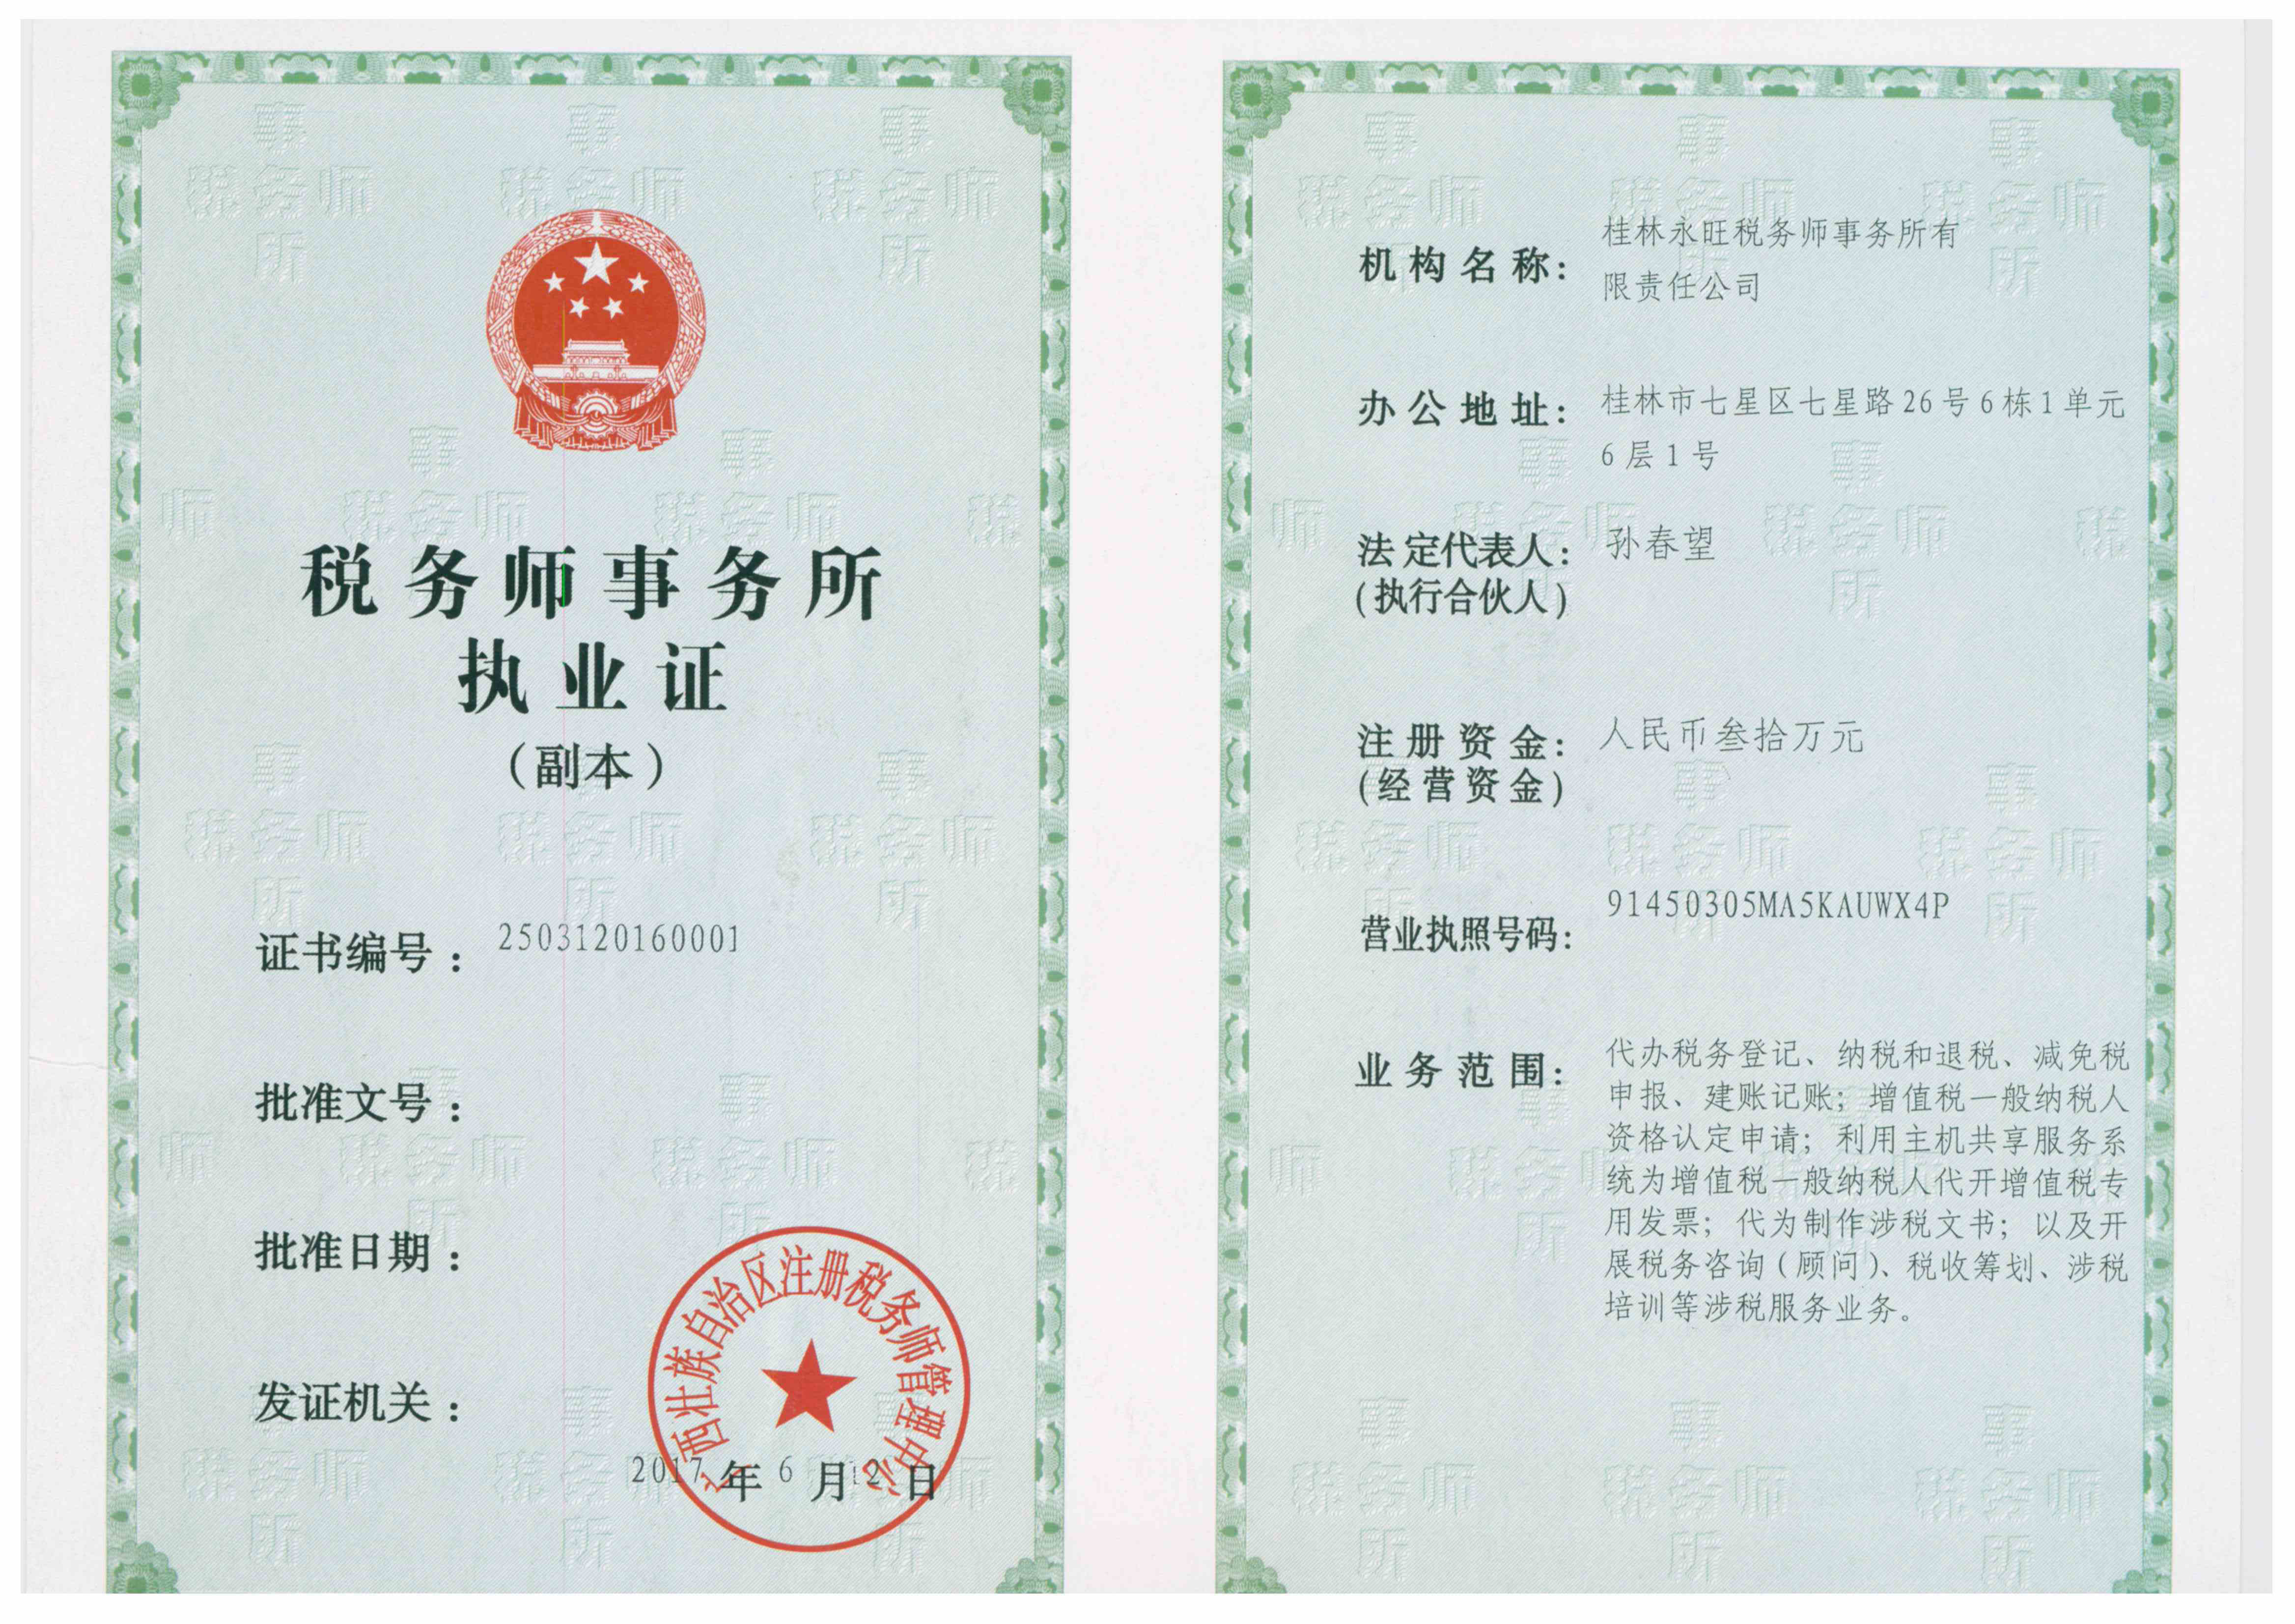 税务师事务所
执业证
（副本）
证书编号： 2503120160001
批准文号：
批准日期：
发证机关：
广西壮族自治区注册税务师管理中心
2017年6月12日
机构名称： 桂林永旺税务师事务所有
限责任公司
办公地址： 桂林市七星区七星路26号6栋1单元
6层1号
法定代表人： 孙春望
(执行合伙人)
注册资金： 人民币叁拾万元
(经营资金)
营业执照号码： 91450305MA5KAUWX4P
业务范围： 代办税务登记、纳税和退税、减免税
申报、建账记账；增值税一般纳税人
资格认定申请；利用主机共享服务系
统为增值税一般纳税人代开增值税专
用发票；代为制作涉税文书；以及开
展税务咨询(顾问)、税收筹划、涉税
培训等涉税服务业务。